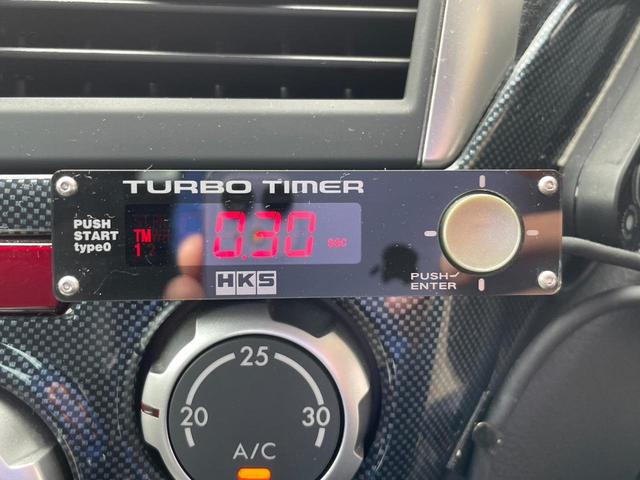 TURBO TIMER
PUSH
START
type0
TM
1
0.30
SEC
HKS
PUSH
ENTER
25
20
30
A/C